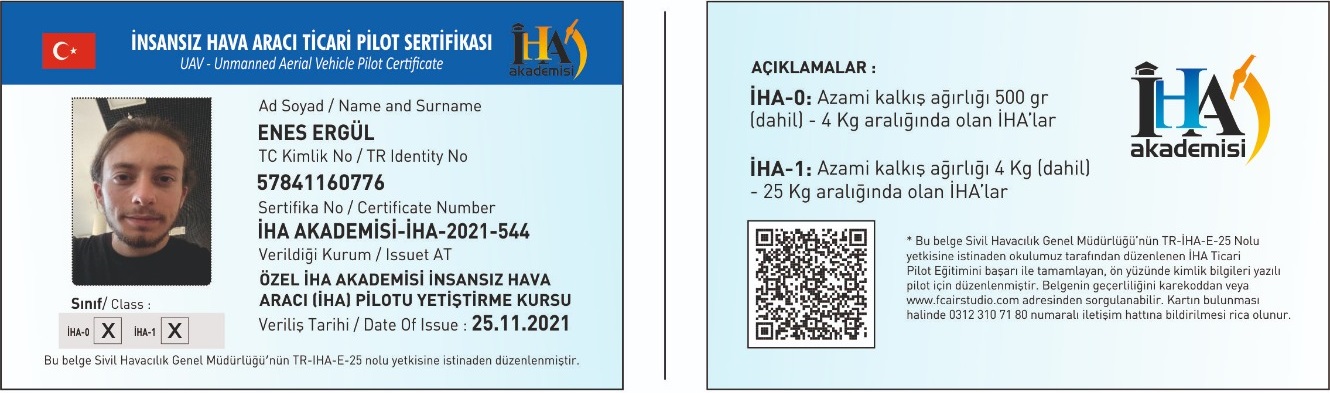 İNSANSIZ HAVA ARACI TİCARİ PİLOT SERTİFİKASI
UAV - Unmanned Aerial Vehicle Pilot Certificate
İHA
akademisi
Ad Soyad / Name and Surname
ENES ERGÜL
TC Kimlik No / TR Identity No
57841160776
Sertifika No / Certificate Number
İHA AKADEMİSİ-İHA-2021-544
Verildiği Kurum / Issuet AT
ÖZEL İHA AKADEMİSİ İNSANSIZ HAVA
ARACI (İHA) PİLOTU YETİŞTİRME KURSU
Veriliş Tarihi / Date Of Issue : 25.11.2021
Sınıf/ Class :
İHA-0 X İHA-1 X
Bu belge Sivil Havacılık Genel Müdürlüğü'nün TR-IHA-E-25 nolu yetkisine istinaden düzenlenmiştir.
AÇIKLAMALAR :
İHA-0: Azami kalkış ağırlığı 500 gr
(dahil) - 4 Kg aralığında olan İHA'lar
İHA-1: Azami kalkış ağırlığı 4 Kg (dahil)
- 25 Kg aralığında olan İHA'lar
İHA
akademisi
* Bu belge Sivil Havacılık Genel Müdürlüğü'nün TR-İHA-E-25 Nolu
yetkisine istinaden okulumuz tarafından düzenlenen İHA Ticari
Pilot Eğitimini başarı ile tamamlayan, ön yüzünde kimlik bilgileri yazılı
pilot için düzenlenmiştir. Belgenin geçerliliğini karekoddan veya
www.fcairstudio.com adresinden sorgulanabilir. Kartın bulunması
halinde 0312 310 71 80 numaralı iletişim hattına bildirilmesi rica olunur.